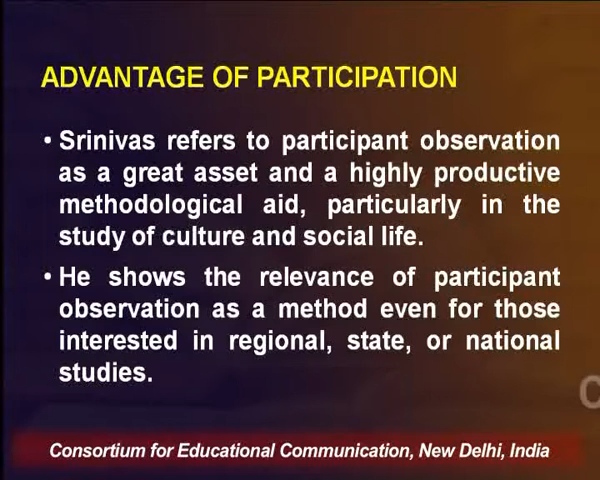 ADVANTAGE OF PARTICIPATION
• Srinivas refers to participant observation
as a great asset and a highly productive
methodological aid, particularly in the
study of culture and social life.
• He shows the relevance of participant
observation as a method even for those
interested in regional, state, or national
studies.
C
Consortium for Educational Communication, New Delhi, India